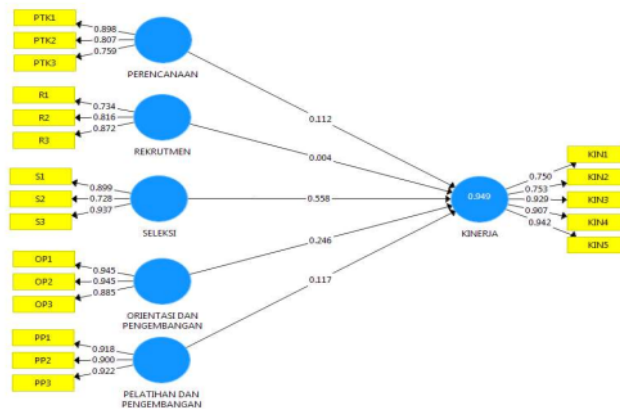 PTK1
PTK2
PTK3
0.898
0.807
0.759
PERENCANAAN
0.112
R1
R2
R3
0.734
0.816
0.872
REKRUTMEN
0.004
S1
S2
S3
0.899
0.728
0.937
SELEKSI
0.558
OP1
OP2
OP3
0.945
0.945
0.885
ORIENTASI DAN
PENGEMBANGAN
0.246
PP1
PP2
PP3
0.918
0.900
0.922
PELATIHAN DAN
PENGEMBANGAN
0.117
0.949
KINERJA
0.750
0.753
0.929
0.907
0.942
KIN1
KIN2
KIN3
KIN4
KIN5